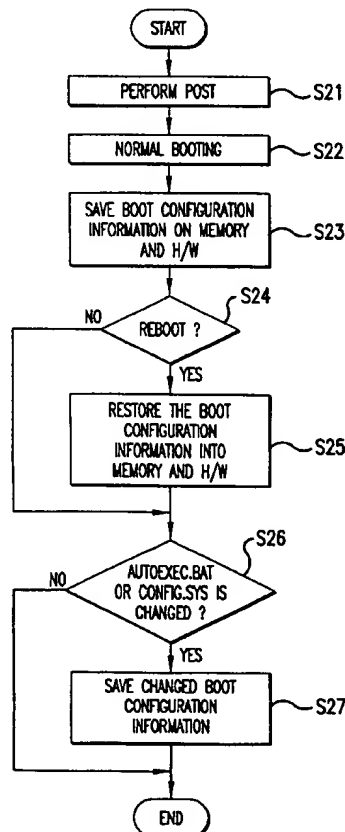 START
PERFORM POST
S21
NORMAL BOOTING
S22
SAVE BOOT CONFIGURATION
INFORMATION ON MEMORY
AND H/W
S23
S24
NO
REBOOT ?
YES
RESTORE THE BOOT
CONFIGURATION
INFORMATION INTO
MEMORY AND H/W
S25
S26
NO
AUTOEXEC.BAT
OR CONFIG.SYS IS
CHANGED ?
YES
SAVE CHANGED BOOT
CONFIGURATION
INFORMATION
S27
END